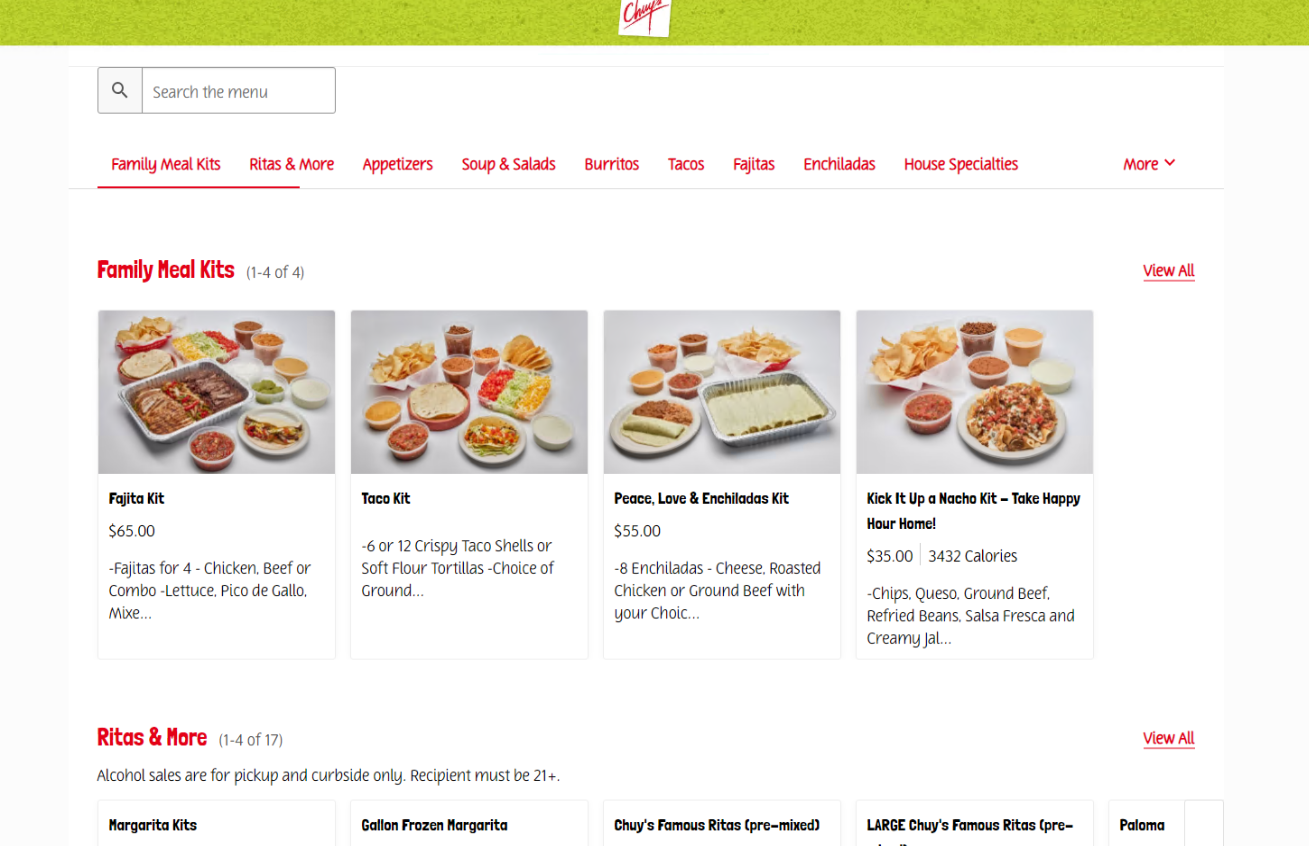 Chuy's
Search the menu
Family Meal Kits
Ritas & More
Appetizers
Soup & Salads
Burritos
Tacos
Fajitas
Enchiladas
House Specialties
More
Family Meal Kits (1-4 of 4)
View All
Fajita Kit
$65.00
-Fajitas for 4 - Chicken, Beef or
Combo -Lettuce, Pico de Gallo,
Mixe...
Taco Kit
-6 or 12 Crispy Taco Shells or
Soft Flour Tortillas -Choice of
Ground...
Peace, Love & Enchiladas Kit
$55.00
-8 Enchiladas - Cheese, Roasted
Chicken or Ground Beef with
your Choic...
Kick It Up a Nacho Kit - Take Happy
Hour Home!
$35.00 3432 Calories
-Chips, Queso, Ground Beef,
Refried Beans, Salsa Fresca and
Creamy Jal...
Ritas & More (1-4 of 17)
View All
Alcohol sales are for pickup and curbside only. Recipient must be 21+.
Margarita Kits
Gallon Frozen Margarita
Chuy's Famous Ritas (pre-mixed)
LARGE Chuy's Famous Ritas (pre-
Paloma